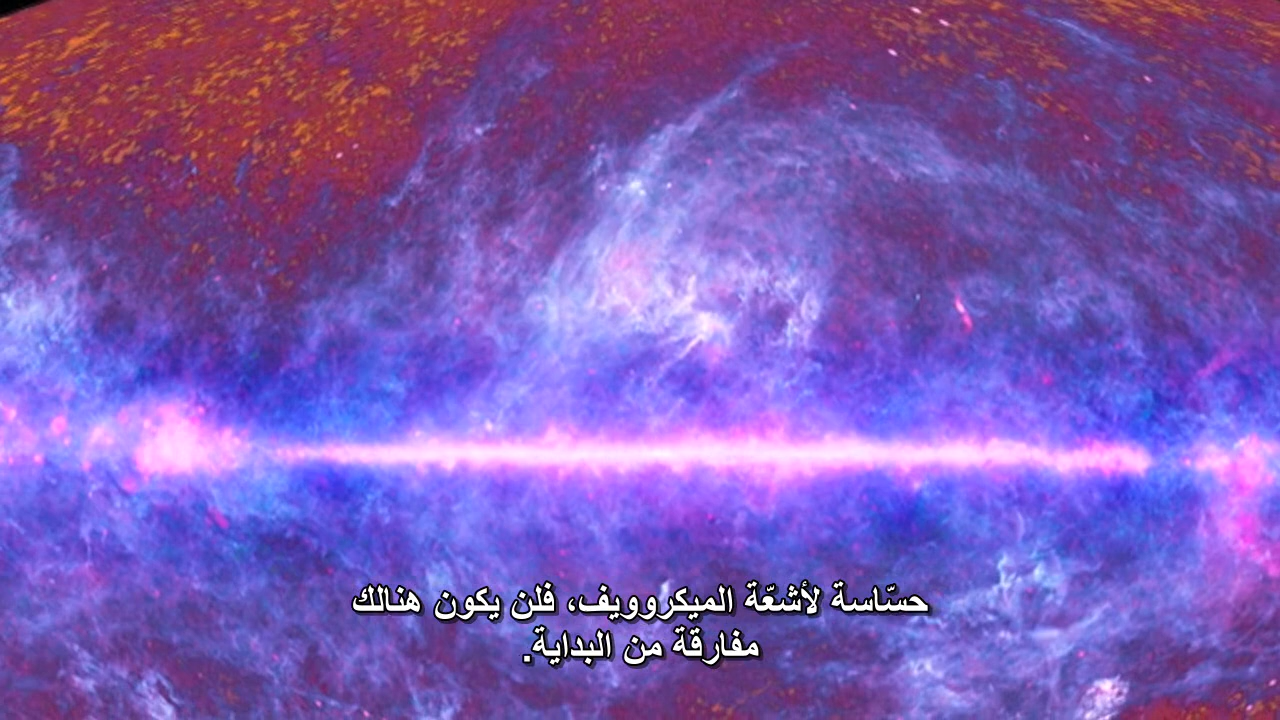 حسّاسة لأشعّة الميكروويف، فلن يكون هنالك
مفارقة من البداية.